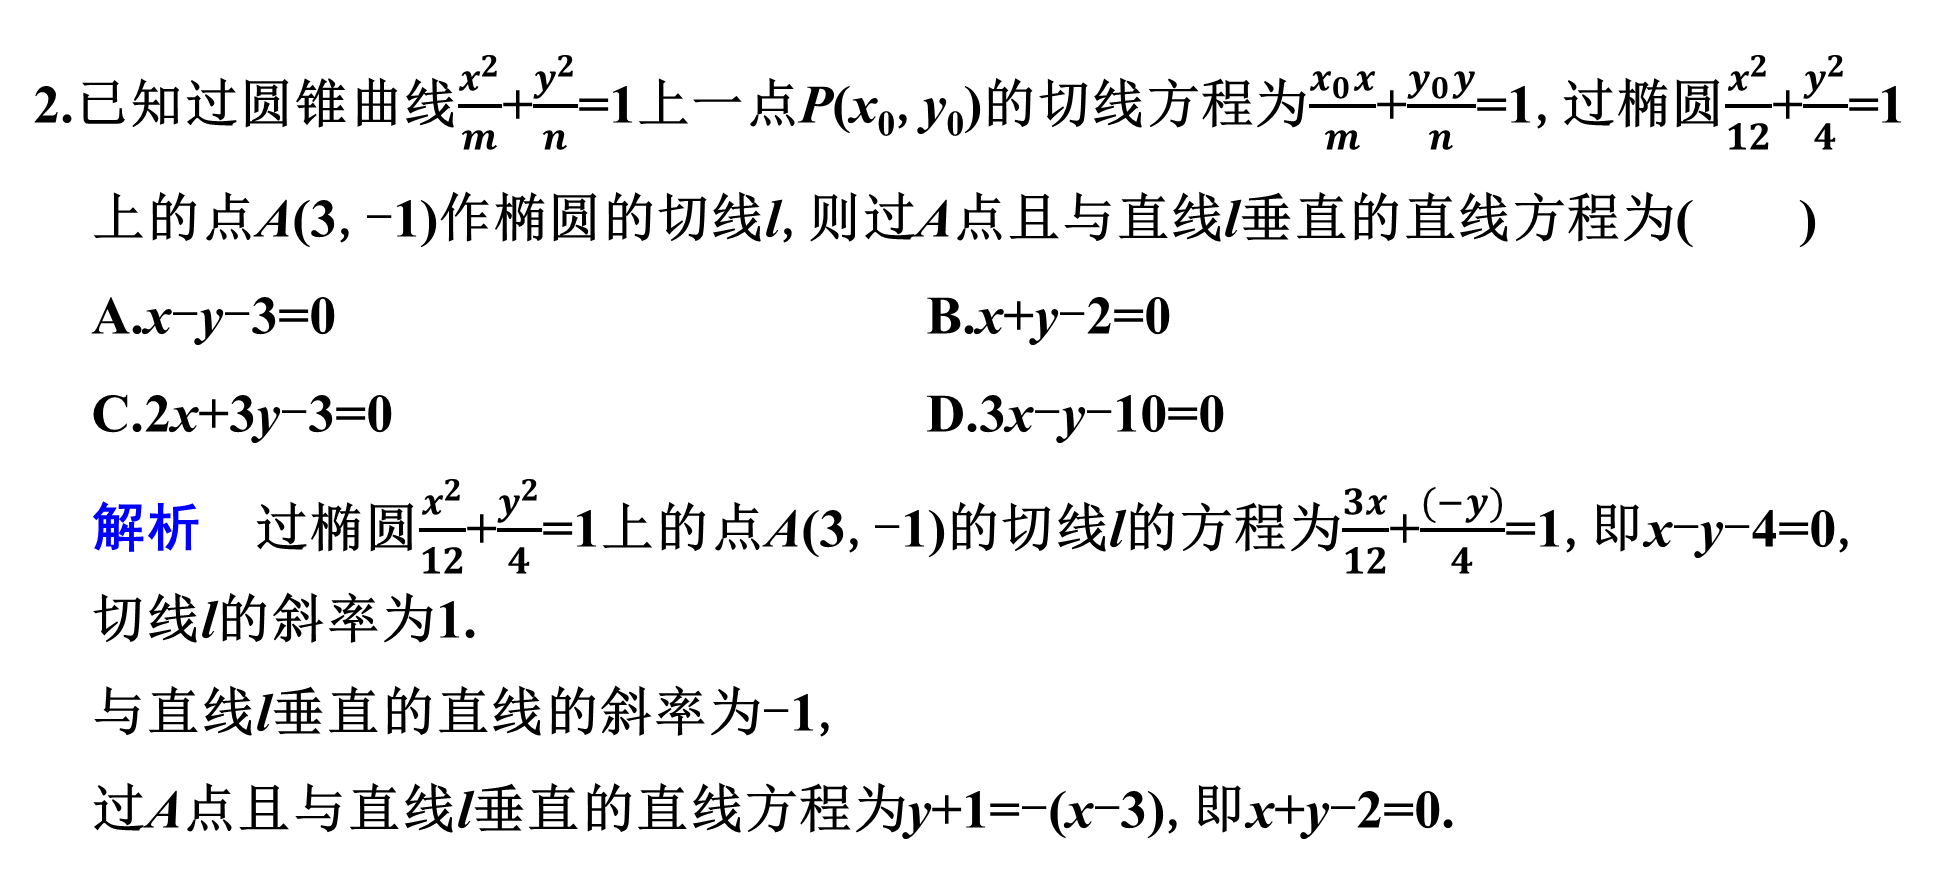 2.已知过圆锥曲线x²/m+y²/n=1上一点P(x₀, y₀)的切线方程为x₀x/m+y₀y/n=1, 过椭圆x²/12+y²/4=1
上的点A(3, −1)作椭圆的切线l, 则过A点且与直线l垂直的直线方程为(  )
A.x−y−3=0 B.x+y−2=0
C.2x+3y−3=0 D.3x−y−10=0
解析 过椭圆x²/12+y²/4=1上的点A(3, −1)的切线l的方程为3x/12+(−y)/4=1, 即x−y−4=0,
切线l的斜率为1.
与直线l垂直的直线的斜率为−1,
过A点且与直线l垂直的直线方程为y+1=−(x−3), 即x+y−2=0.